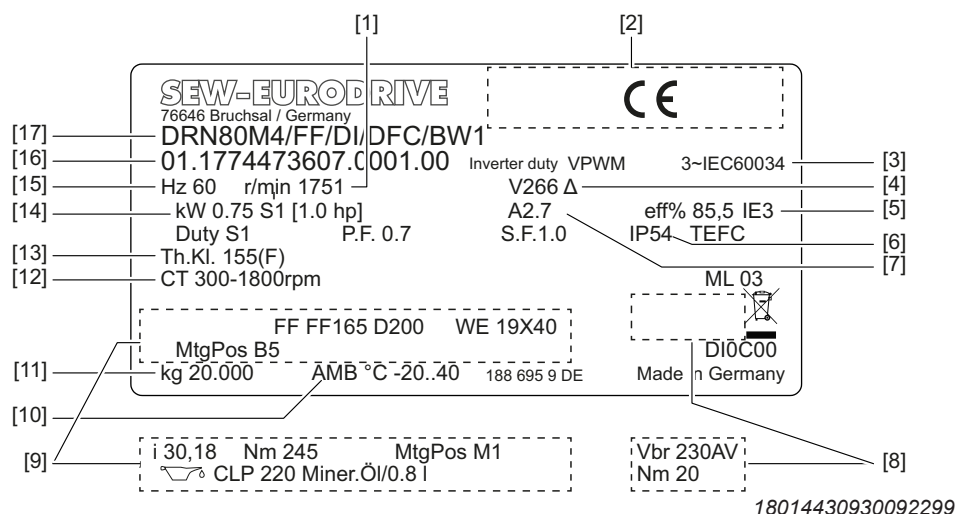 [1] [2]
SEW-EURODRIVE CE
76646 Bruchsal / Germany
[17] DRN80M4/FF/DI/DFC/BW1
[16] 01.1774473607.0001.00 Inverter duty VPWM 3~IEC60034 [3]
[15] Hz 60 r/min 1751 V266 Δ [4]
[14] kW 0.75 S1 [1.0 hp] A2.7 eff% 85,5 IE3 [5]
Duty S1 P.F. 0.7 S.F.1.0 IP54 TEFC [6]
[13] Th.Kl. 155(F) [7]
[12] CT 300-1800rpm
ML 03
FF FF165 D200 WE 19X40
MtgPos B5 DI0C00
[11] kg 20.000 AMB °C -20..40 188 695 9 DE Made in Germany
[10]
[9] i 30,18 Nm 245 MtgPos M1 Vbr 230AV [8]
CLP 220 Miner.Öl/0.8 l Nm 20
18014430930092299